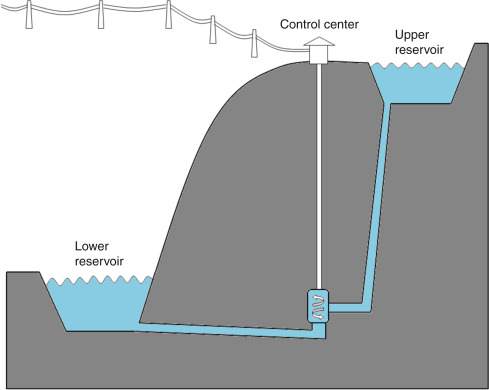 Control center
Upper
reservoir
Lower
reservoir